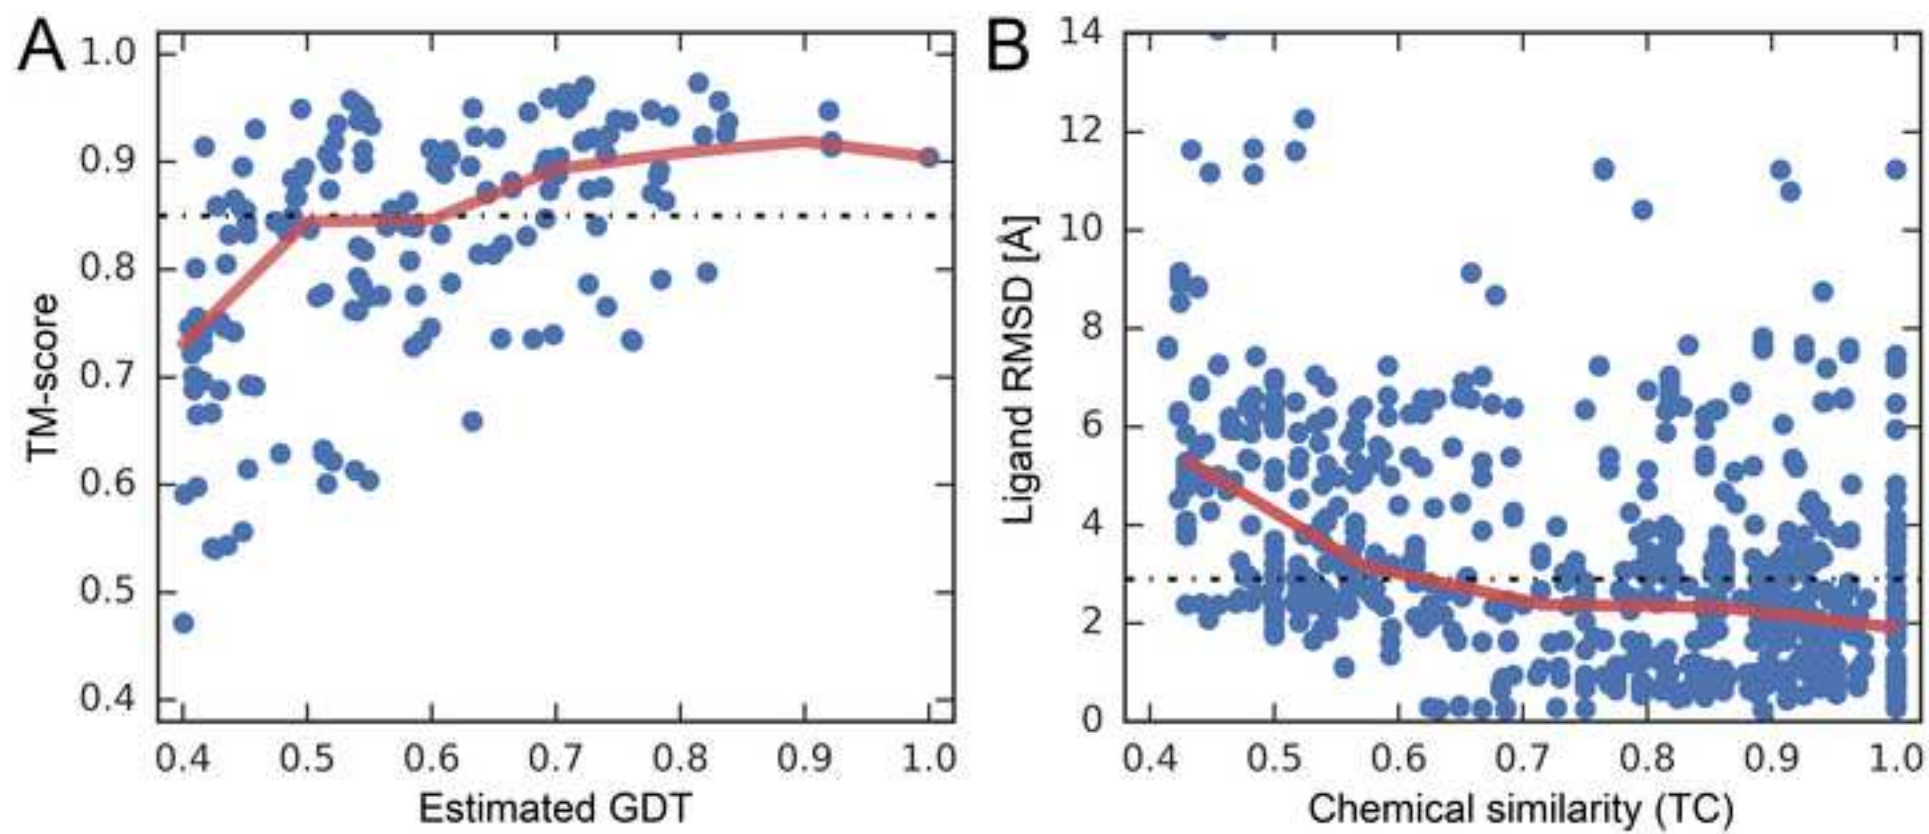 A
TM-score
1.0
0.9
0.8
0.7
0.6
0.5
0.4
0.4 0.5 0.6 0.7 0.8 0.9 1.0
Estimated GDT
B
Ligand RMSD [Å]
14
12
10
8
6
4
2
0
0.4 0.5 0.6 0.7 0.8 0.9 1.0
Chemical similarity (TC)